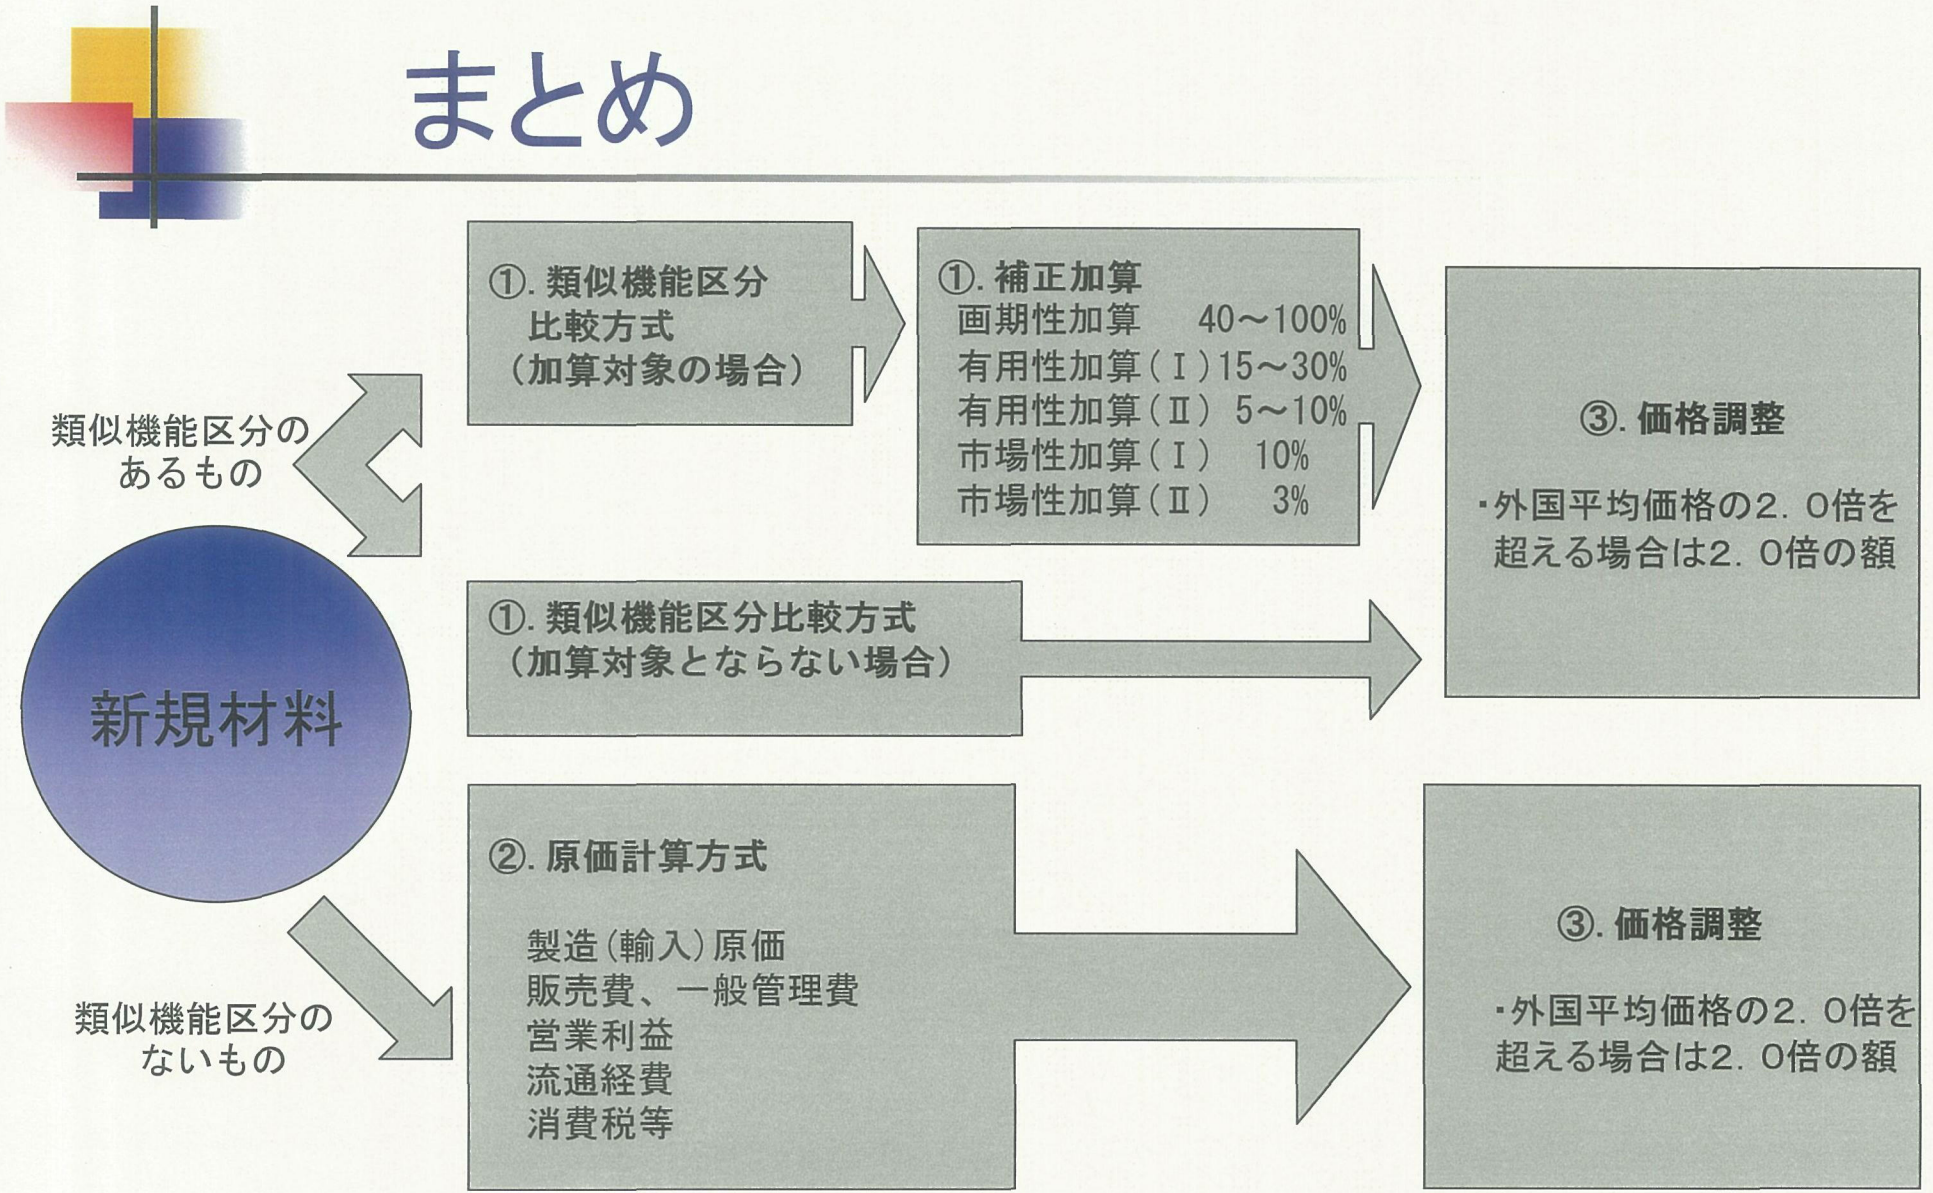 まとめ
類似機能区分の
あるもの
新規材料
類似機能区分の
ないもの
①. 類似機能区分
比較方式
（加算対象の場合）
①. 補正加算
画期性加算　40～100%
有用性加算（Ⅰ）15～30%
有用性加算（Ⅱ） 5～10%
市場性加算（Ⅰ）　10%
市場性加算（Ⅱ）　3%
①. 類似機能区分比較方式
（加算対象とならない場合）
③. 価格調整
・外国平均価格の２．０倍を
超える場合は２．０倍の額
②. 原価計算方式
製造（輸入）原価
販売費、一般管理費
営業利益
流通経費
消費税等
③. 価格調整
・外国平均価格の２．０倍を
超える場合は２．０倍の額